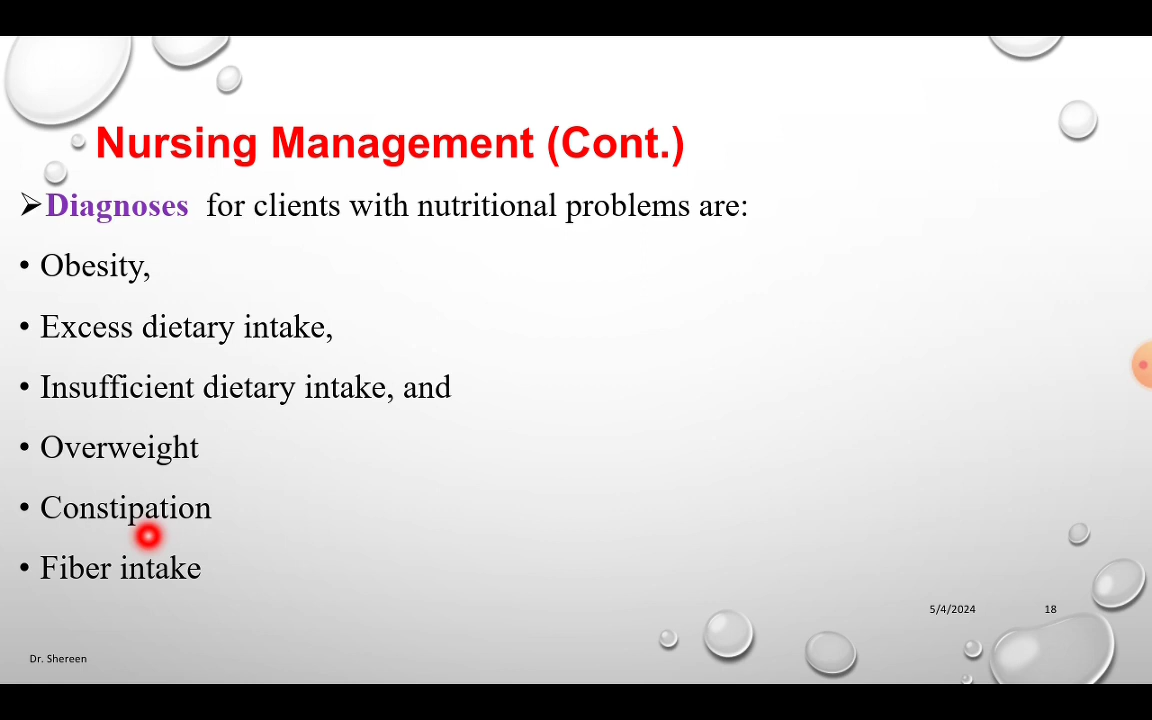 Nursing Management (Cont.)
➢Diagnoses for clients with nutritional problems are:
• Obesity,
• Excess dietary intake,
• Insufficient dietary intake, and
• Overweight
• Constipation
• Fiber intake
5/4/2024 18
Dr. Shereen